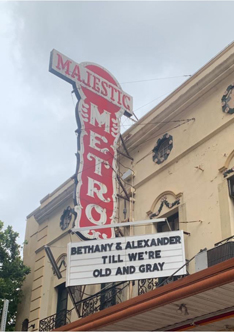 MAJESTIC
METRO
BETHANY & ALEXANDER
TILL WE'RE
OLD AND GRAY